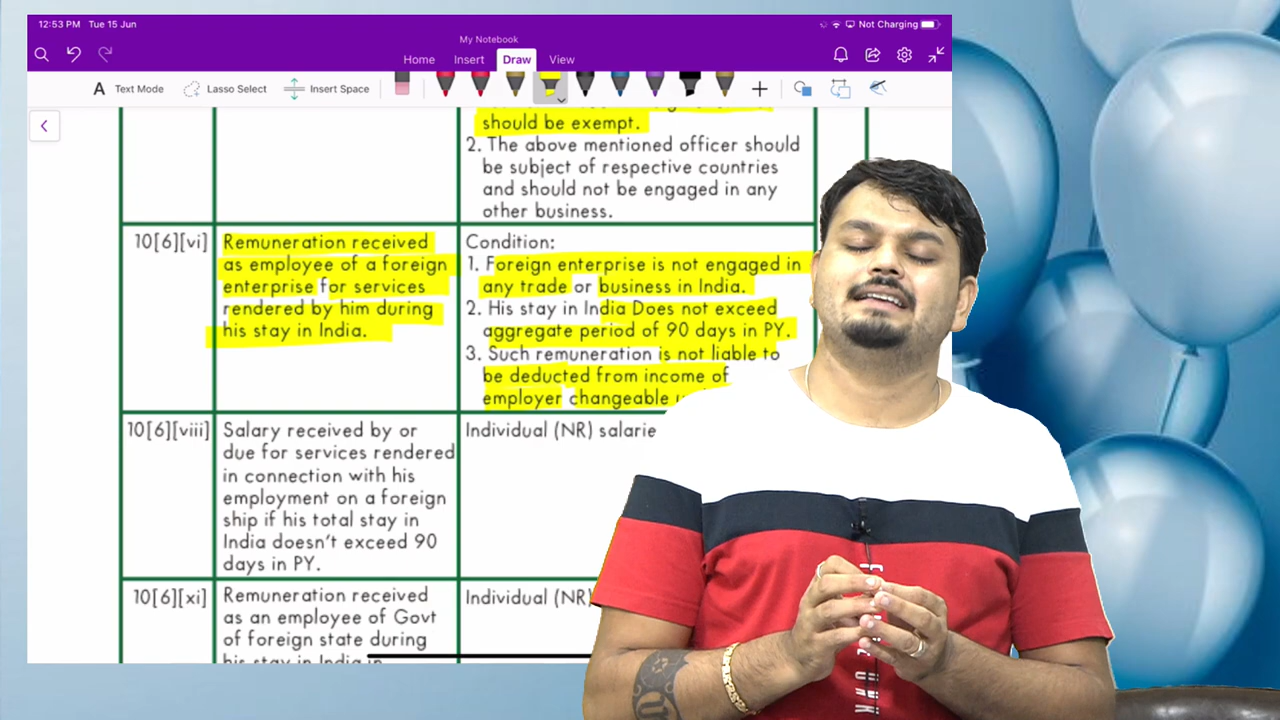 12:53 PM Tue 15 Jun
Not Charging
My Notebook
Home Insert Draw View
Text Mode Lasso Select Insert Space
should be exempt.
2. The above mentioned officer should
be subject of respective countries
and should not be engaged in any
other business.
10[6][vi]
Remuneration received
as employee of a foreign
enterprise for services
rendered by him during
his stay in India.
Condition:
1. Foreign enterprise is not engaged in
any trade or business in India.
2. His stay in India Does not exceed
aggregate period of 90 days in PY.
3. Such remuneration is not liable to
be deducted from income of
employer changeable
10[6][viii]
Salary received by or
due for services rendered
in connection with his
employment on a foreign
ship if his total stay in
India doesn't exceed 90
days in PY.
Individual (NR) salarie
10[6][xi]
Remuneration received
as an employee of Govt
of foreign state during
his stay in India in
Individual (NR)